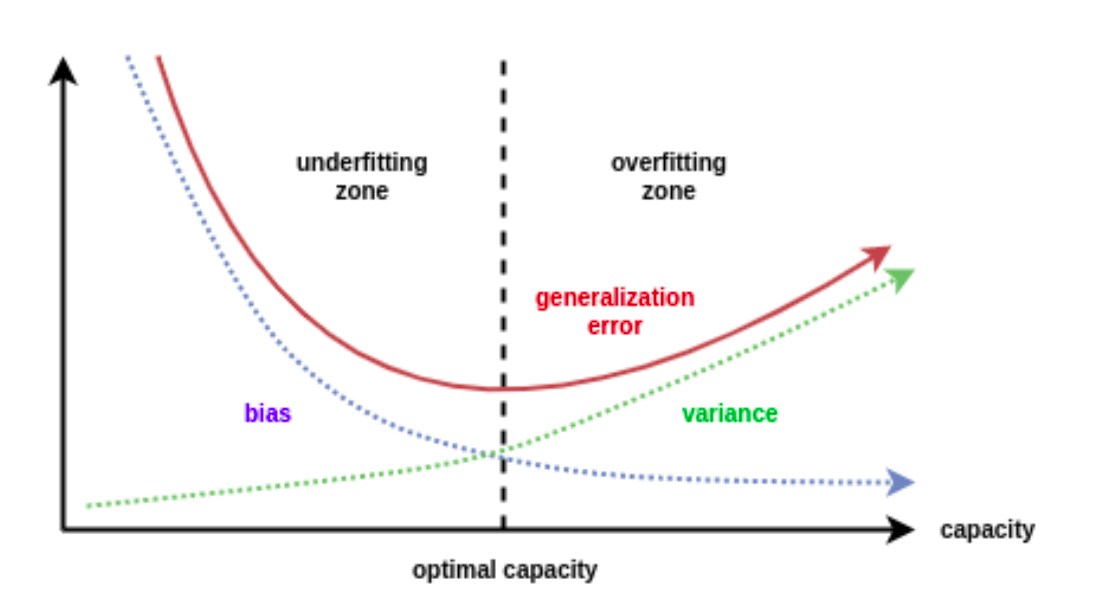 underfitting
zone
overfitting
zone
generalization
error
bias
variance
capacity
optimal capacity